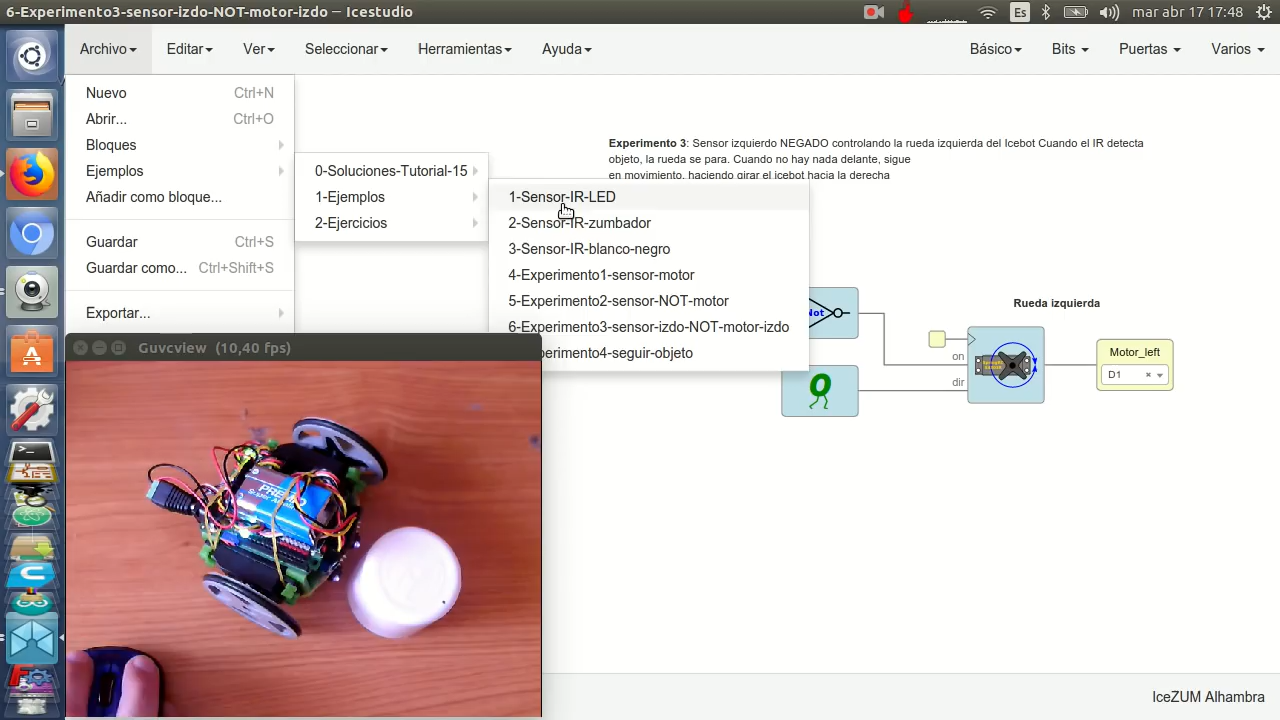 6-Experimento3-sensor-izdo-NOT-motor-izdo – Icestudio
Es
mar abr 17 17:48
Archivo
Editar
Ver
Seleccionar
Herramientas
Ayuda
Básico
Bits
Puertas
Varios
Nuevo Ctrl+N
Abrir... Ctrl+O
Bloques
Ejemplos
Añadir como bloque...
Guardar Ctrl+S
Guardar como... Ctrl+Shift+S
Exportar...
0-Soluciones-Tutorial-15
1-Ejemplos
2-Ejercicios
1-Sensor-IR-LED
2-Sensor-IR-zumbador
3-Sensor-IR-blanco-negro
4-Experimento1-sensor-motor
5-Experimento2-sensor-NOT-motor
6-Experimento3-sensor-izdo-NOT-motor-izdo
perimento4-seguir-objeto
Experimento 3: Sensor izquierdo NEGADO controlando la rueda izquierda del Icebot Cuando el IR detecta
objeto, la rueda se para. Cuando no hay nada delante, sigue
en movimiento, haciendo girar el icebot hacia la derecha
Rueda izquierda
Not
on
dir
0
Motor_left
D1
Guvcview (10,40 fps)
PREMIO
IceZUM Alhambra